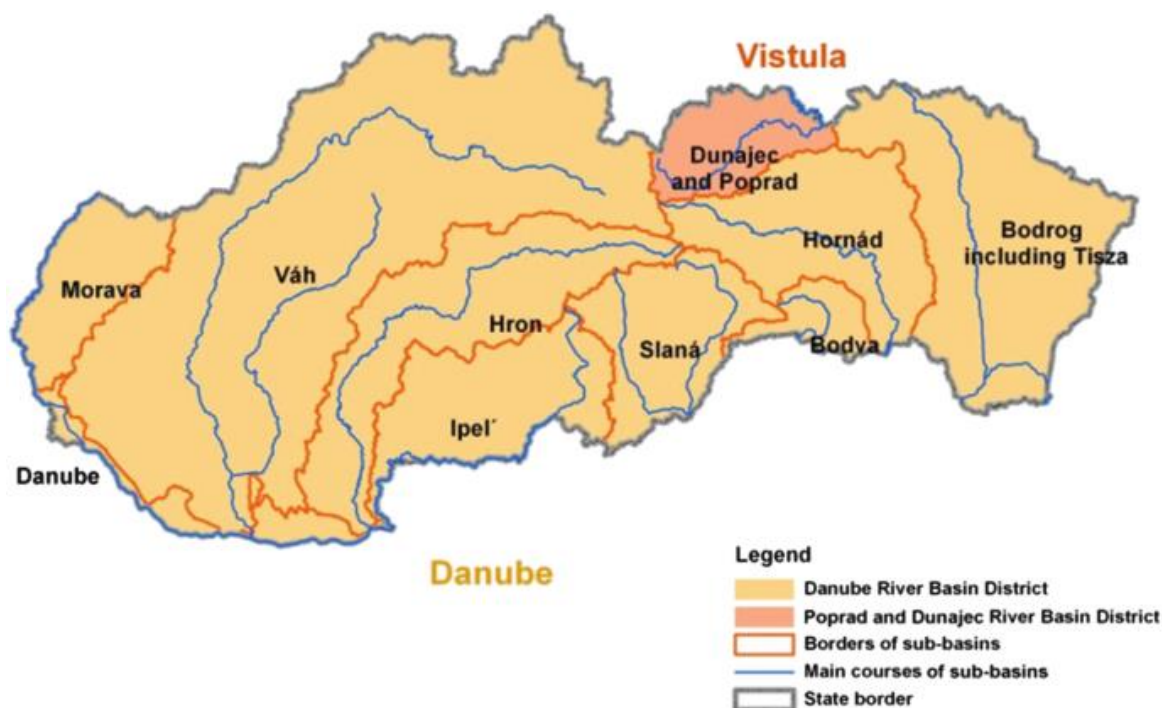 Vistula
Dunajec
and Poprad
Bodrog
including Tisza
Hornád
Morava
Váh
Hron
Slaná
Bodva
Ipel´
Danube
Danube
Legend
Danube River Basin District
Poprad and Dunajec River Basin District
Borders of sub-basins
Main courses of sub-basins
State border